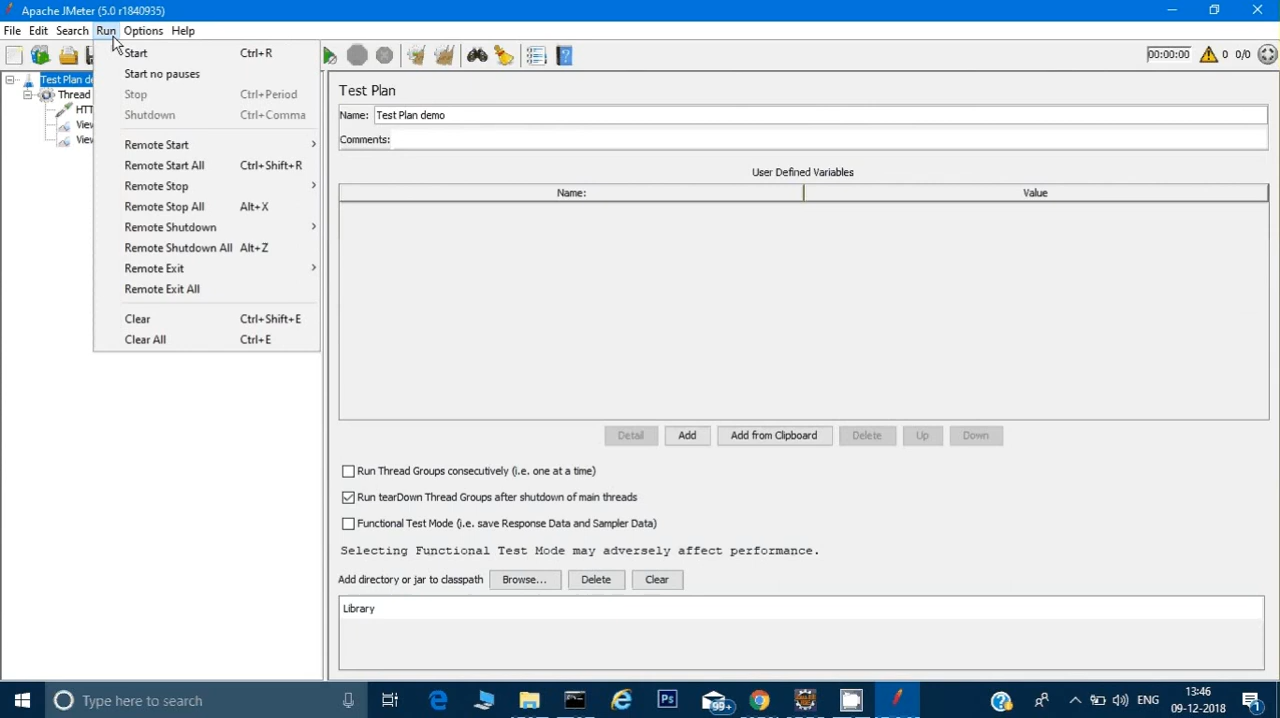 Apache JMeter (5.0 r1840935)
File Edit Search Run Options Help
00:00:00 0 0/0
Start Ctrl+R
Start no pauses
Stop Ctrl+Period
Shutdown Ctrl+Comma
Remote Start
Remote Start All Ctrl+Shift+R
Remote Stop
Remote Stop All Alt+X
Remote Shutdown
Remote Shutdown All Alt+Z
Remote Exit
Remote Exit All
Clear Ctrl+Shift+E
Clear All Ctrl+E
Test Plan de
Thread
HTT
View
View
Test Plan
Name: Test Plan demo
Comments:
User Defined Variables
Name: Value
Detail Add Add from Clipboard Delete Up Down
Run Thread Groups consecutively (i.e. one at a time)
Run tearDown Thread Groups after shutdown of main threads
Functional Test Mode (i.e. save Response Data and Sampler Data)
Selecting Functional Test Mode may adversely affect performance.
Add directory or jar to classpath Browse... Delete Clear
Library
Type here to search
Ps
99+
ENG
13:46
09-12-2018
1